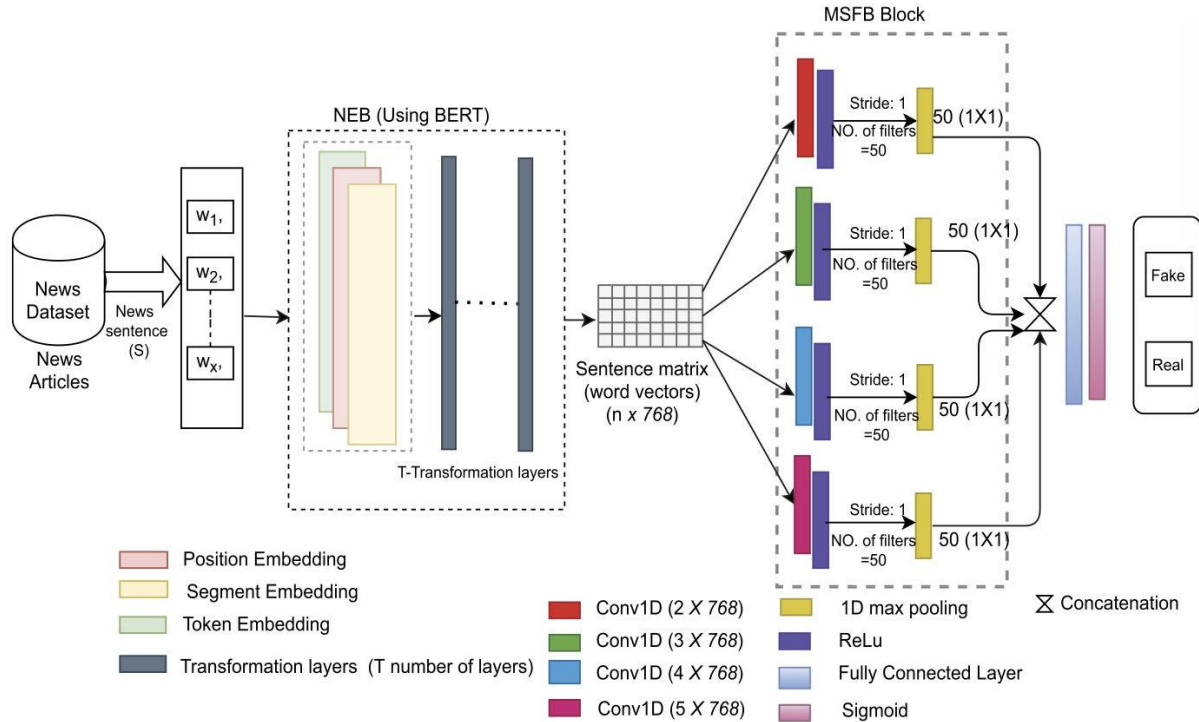 MSFB Block
NEB (Using BERT)
News
Dataset
News
Articles
News
sentence
(S)
w1,
w2,
wx,
T-Transformation layers
Sentence matrix
(word vectors)
(n x 768)
Stride: 1
NO. of filters
=50
50 (1X1)
Stride: 1
NO. of filters
=50
50 (1X1)
Stride: 1
NO. of filters
=50
50 (1X1)
Stride: 1
NO. of filters
=50
50 (1X1)
Fake
Real
Position Embedding
Segment Embedding
Token Embedding
Transformation layers (T number of layers)
Conv1D (2 X 768)
Conv1D (3 X 768)
Conv1D (4 X 768)
Conv1D (5 X 768)
1D max pooling
ReLu
Fully Connected Layer
Sigmoid
Concatenation